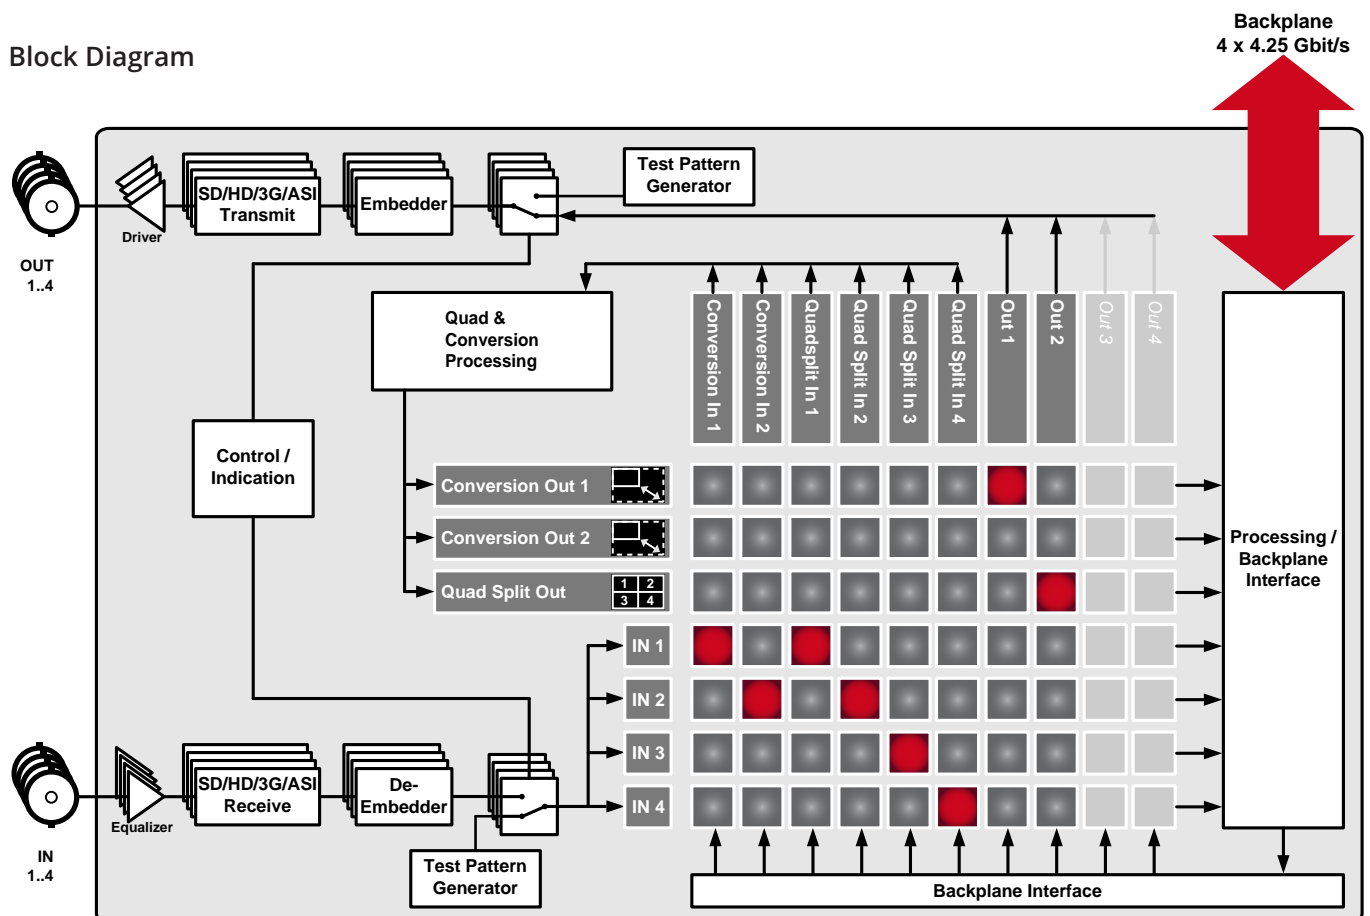 Backplane
4 x 4.25 Gbit/s
Block Diagram
Test Pattern
Generator
SD/HD/3G/ASI
Transmit
Embedder
Driver
OUT
1..4
Quad &
Conversion
Processing
Conversion In 1
Conversion In 2
Quadsplit In 1
Quad Split In 2
Quad Split In 3
Quad Split In 4
Out 1
Out 2
Out 3
Out 4
Control /
Indication
Conversion Out 1
Conversion Out 2
Quad Split Out
1 2
3 4
Processing /
Backplane
Interface
IN 1
IN 2
IN 3
IN 4
SD/HD/3G/ASI
Receive
De-
Embedder
Equalizer
IN
1..4
Test Pattern
Generator
Backplane Interface